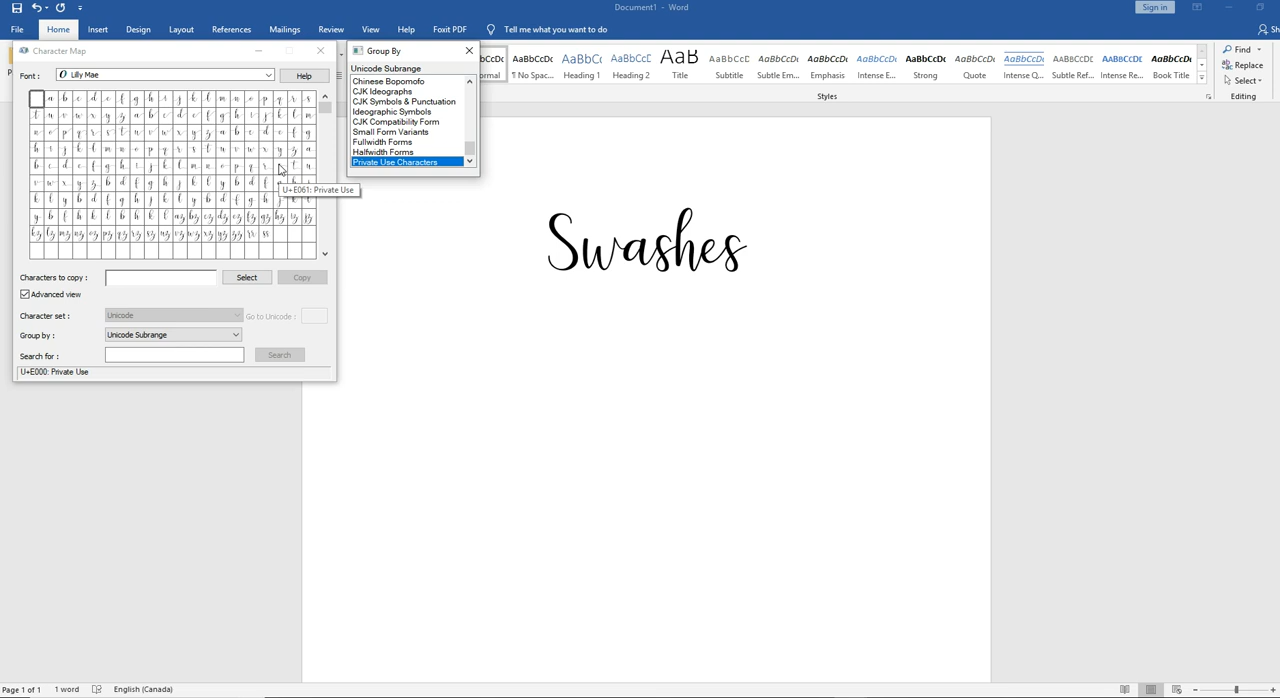 Document1 - Word
Sign in
File Home Insert Design Layout References Mailings Review View Help Foxit PDF Tell me what you want to do
Character Map
Group By
Font : Lilly Mae
Help
Unicode Subrange
Chinese Bopomofo
CJK Ideographs
CJK Symbols & Punctuation
Ideographic Symbols
CJK Compatibility Form
Small Form Variants
Fullwidth Forms
Halfwidth Forms
Private Use Characters
U+E061: Private Use
Characters to copy :
Select
Copy
Advanced view
Character set : Unicode
Go to Unicode :
Group by : Unicode Subrange
Search for :
Search
U+E000: Private Use
AaBbCcDc AaBbCc AaBbCcD AaB AaBbCcD AaBbCcDc AaBbCcDc AaBbCcDc AaBbCcDc AaBbCcDc AaBbCcDc AABBCCDC AABBCCDC AaBbCcDc
¶ No Spac... Heading 1 Heading 2 Title Subtitle Subtle Em... Emphasis Intense E... Strong Quote Intense Q... Subtle Ref... Intense Re... Book Title
Styles
Find
Replace
Select
Editing
Swashes
Page 1 of 1 1 word English (Canada)